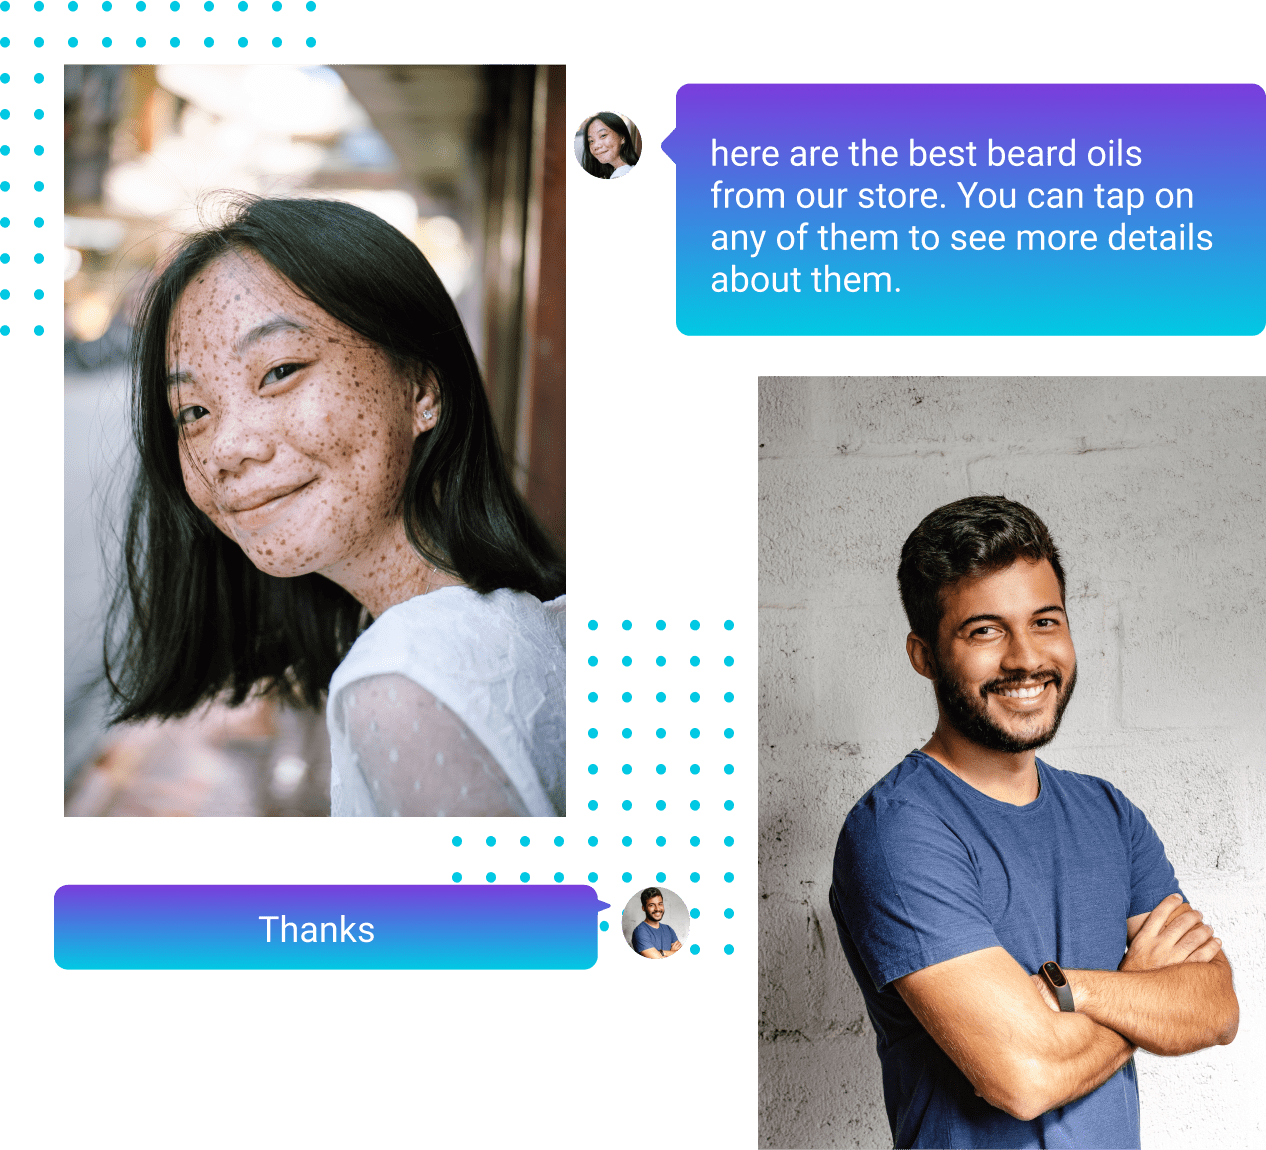 here are the best beard oils
from our store. You can tap on
any of them to see more details
about them.
Thanks